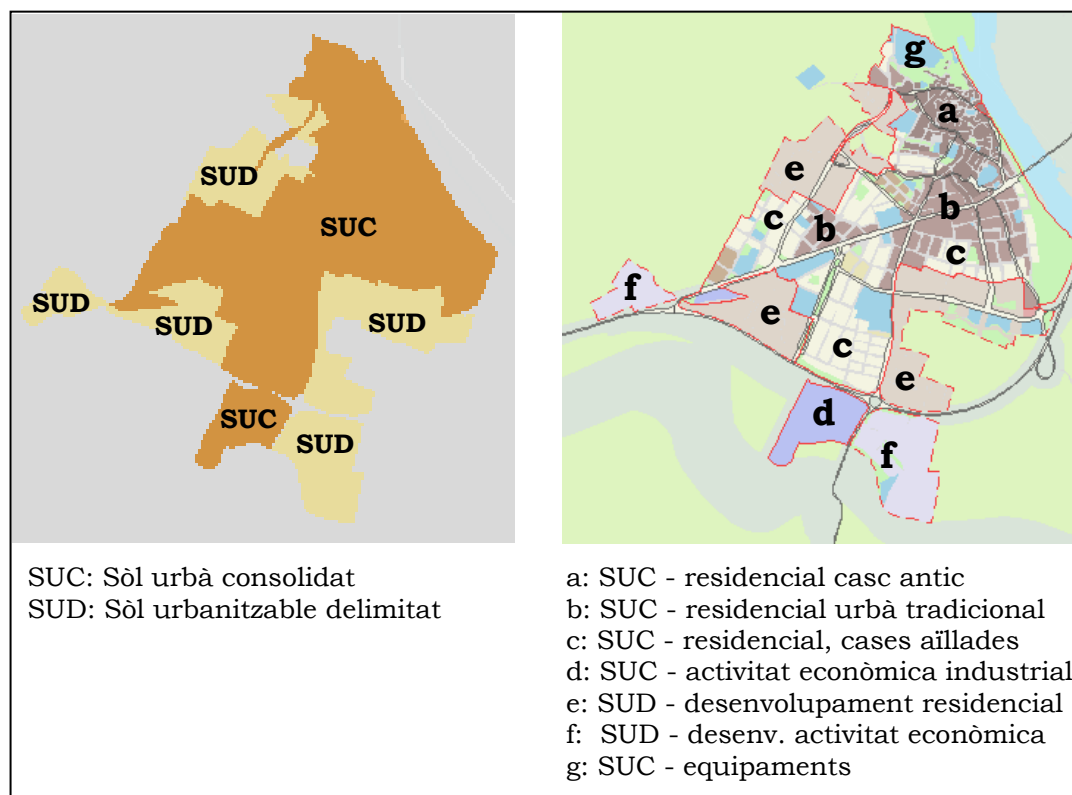 SUD
SUC
SUD
SUD
SUD
SUC
SUD
g
a
e
b
c
b
c
f
e
c
e
d
f
SUC: Sòl urbà consolidat
SUD: Sòl urbanitzable delimitat
a: SUC - residencial casc antic
b: SUC - residencial urbà tradicional
c: SUC - residencial, cases aïllades
d: SUC - activitat econòmica industrial
e: SUD - desenvolupament residencial
f: SUD - desenv. activitat econòmica
g: SUC - equipaments